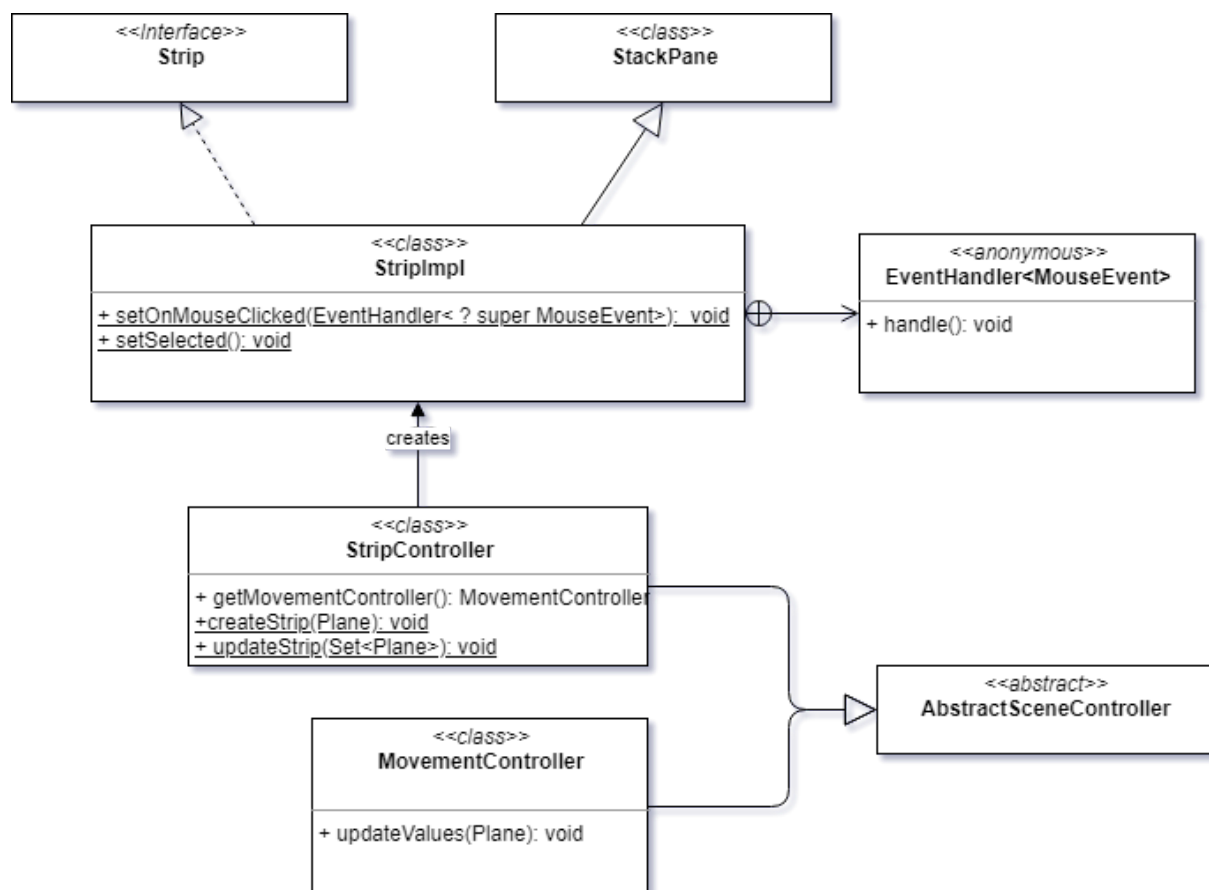 <<Interface>>
Strip
<<class>>
StackPane
<<class>>
StripImpl
+ setOnMouseClicked(EventHandler< ? super MouseEvent>):  void
+ setSelected(): void
<<anonymous>>
EventHandler<MouseEvent>
+ handle(): void
creates
<<class>>
StripController
+ getMovementController(): MovementController
+createStrip(Plane): void
+ updateStrip(Set<Plane>): void
<<abstract>>
AbstractSceneController
<<class>>
MovementController
+ updateValues(Plane): void